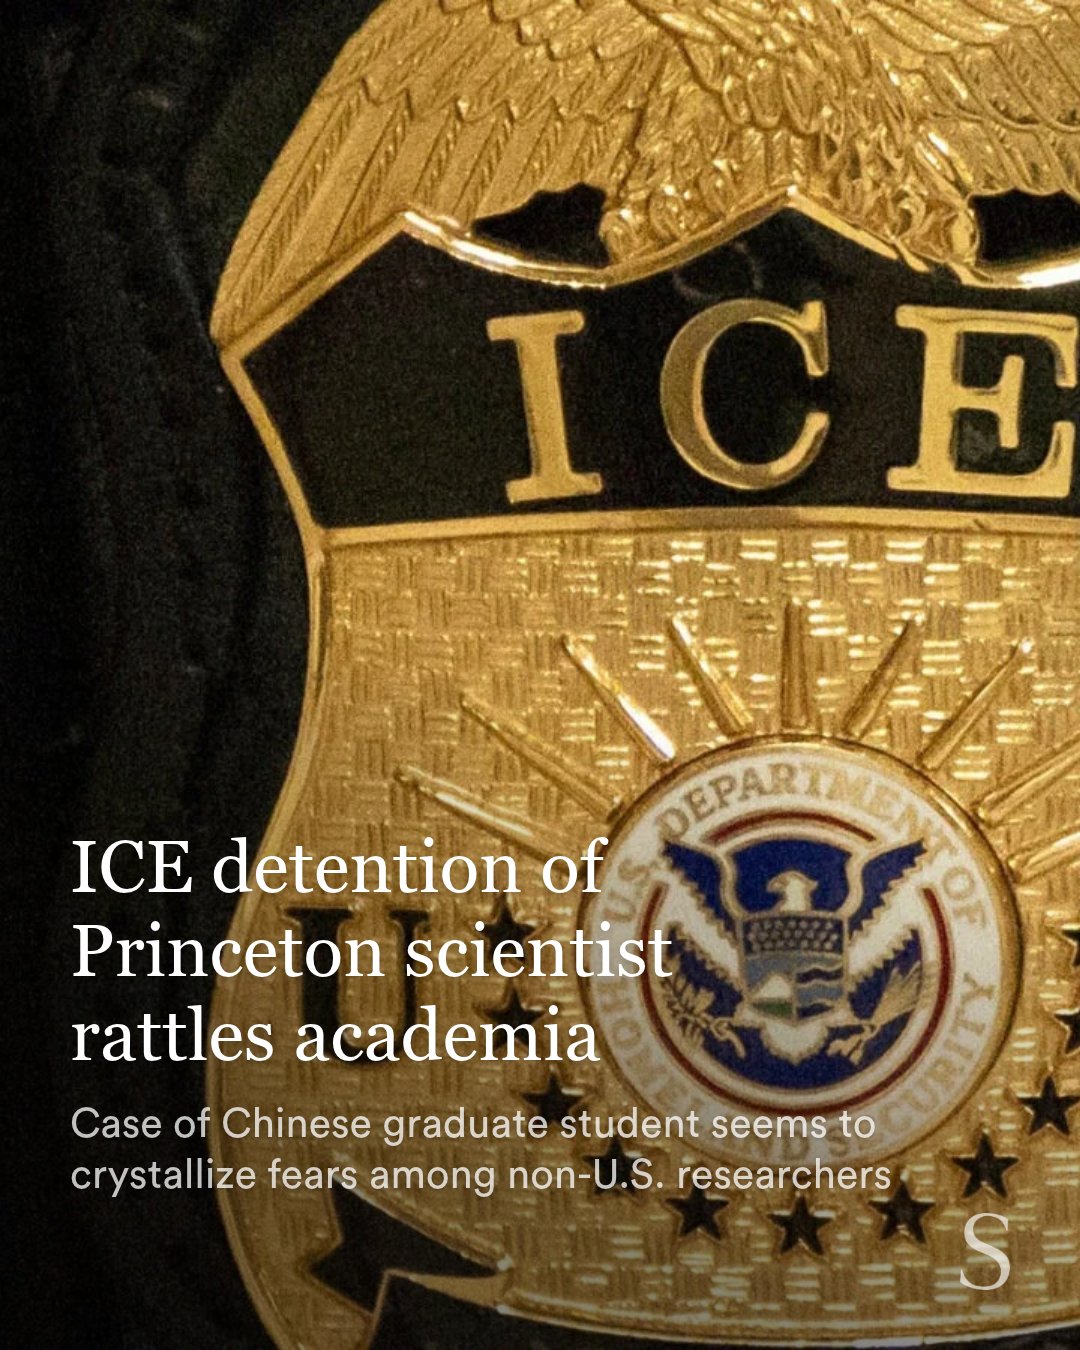 ICE
U.S. DEPARTMENT OF
HOMELAND SECURITY
U
ICE detention of
Princeton scientist
rattles academia
Case of Chinese graduate student seems to
crystallize fears among non-U.S. researchers
S